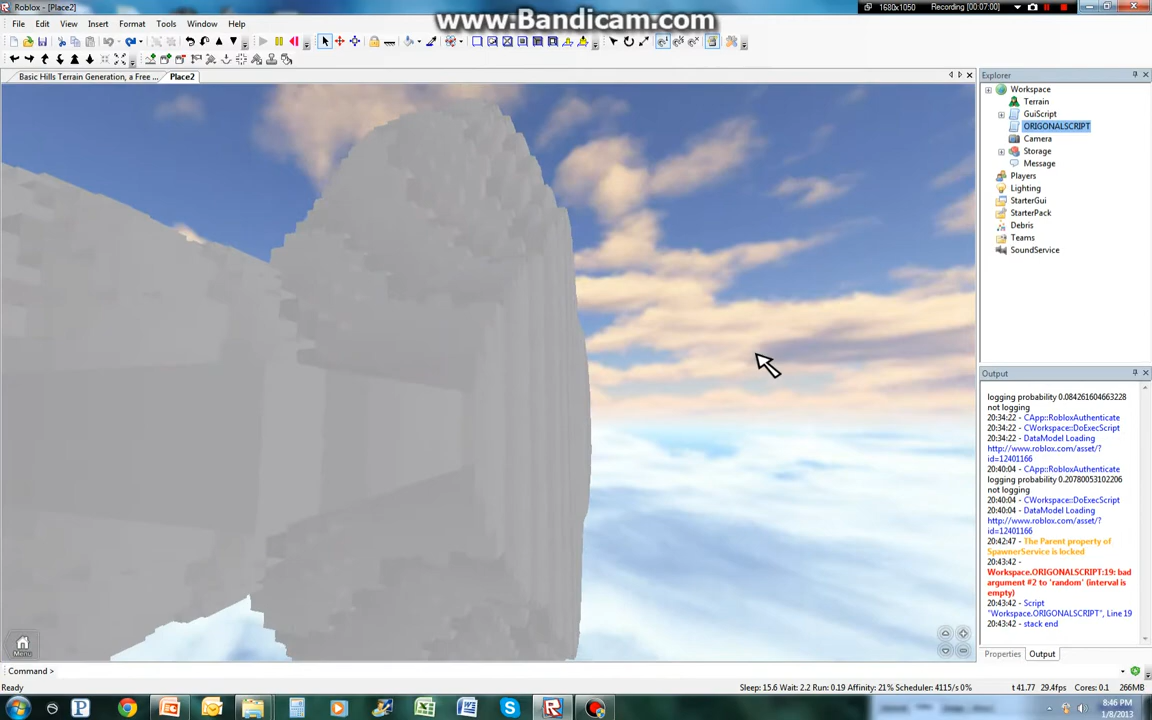 Roblox - [Place2]
www.Bandicam.com
1680x1050
Recording [00:07:00]
File Edit View Insert Format Tools Window Help
Basic Hills Terrain Generation, a Free ...
Place2
Explorer
Workspace
Terrain
GuiScript
ORIGONALSCRIPT
Camera
Storage
Message
Players
Lighting
StarterGui
StarterPack
Debris
Teams
SoundService
Output
logging probability 0.084261604663228
not logging
20:34:22 - CApp::RobloxAuthenticate
20:34:22 - CWorkspace::DoExecScript
20:34:22 - DataModel Loading
http://www.roblox.com/asset/?
id=12401166
20:40:04 - CApp::RobloxAuthenticate
logging probability 0.20780053102206
not logging
20:40:04 - CWorkspace::DoExecScript
20:40:04 - DataModel Loading
http://www.roblox.com/asset/?
id=12401166
20:42:47 - The Parent property of
SpawnerService is locked
20:43:42 -
Workspace.ORIGONALSCRIPT:19: bad
argument #2 to 'random' (interval is
empty)
20:43:42 - Script
"Workspace.ORIGONALSCRIPT", Line 19
20:43:42 - stack end
Menu
Properties
Output
Command >
Ready
Sleep: 15.6 Wait: 2.2 Run: 0.19 Affinity: 21% Scheduler: 4115/s 0%
t 41.77 29.4fps
Cores: 0.1
266MB
8:46 PM
1/8/2013